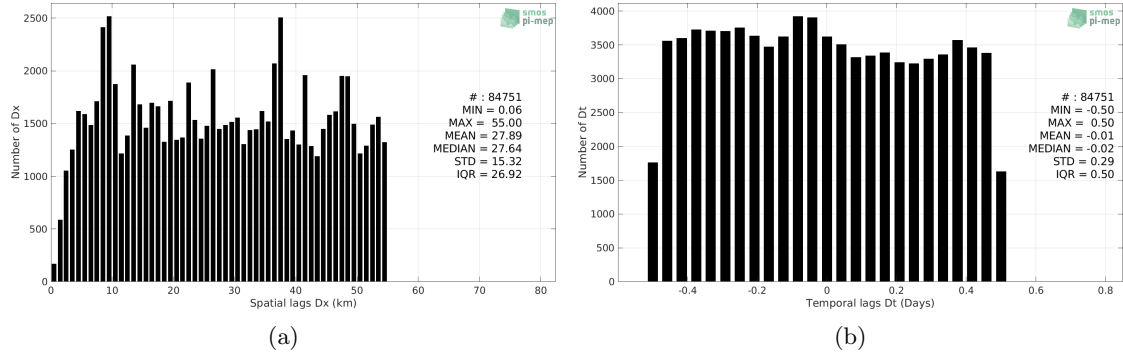 2500
2000
1500
1000
500
0
0
10
20
30
40
50
60
70
80
Number of Dx
Spatial lags Dx (km)
smos
pi-mep
# : 84751
MIN = 0.06
MAX = 55.00
MEAN = 27.89
MEDIAN = 27.64
STD = 15.32
IQR = 26.92
(a)
4000
3500
3000
2500
2000
1500
1000
500
0
-0.4
-0.2
0
0.2
0.4
0.6
0.8
Number of Dt
Temporal lags Dt (Days)
smos
pi-mep
# : 84751
MIN = -0.50
MAX = 0.50
MEAN = -0.01
MEDIAN = -0.02
STD = 0.29
IQR = 0.50
(b)